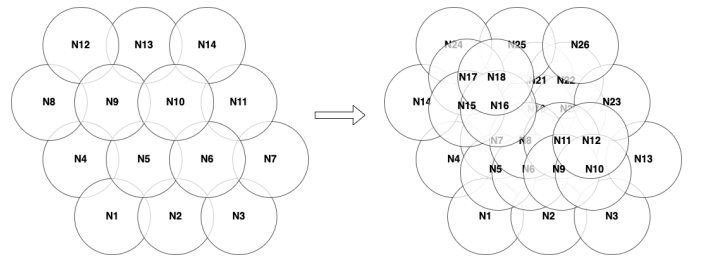 N12 N13 N14
N8 N9 N10 N11
N4 N5 N6 N7
N1 N2 N3
N24 N25 N26
N17 N18 N21 N22
N14 N15 N16 N23
N7 N8 N11 N12
N4 N5 N6 N9 N10 N13
N1 N2 N3